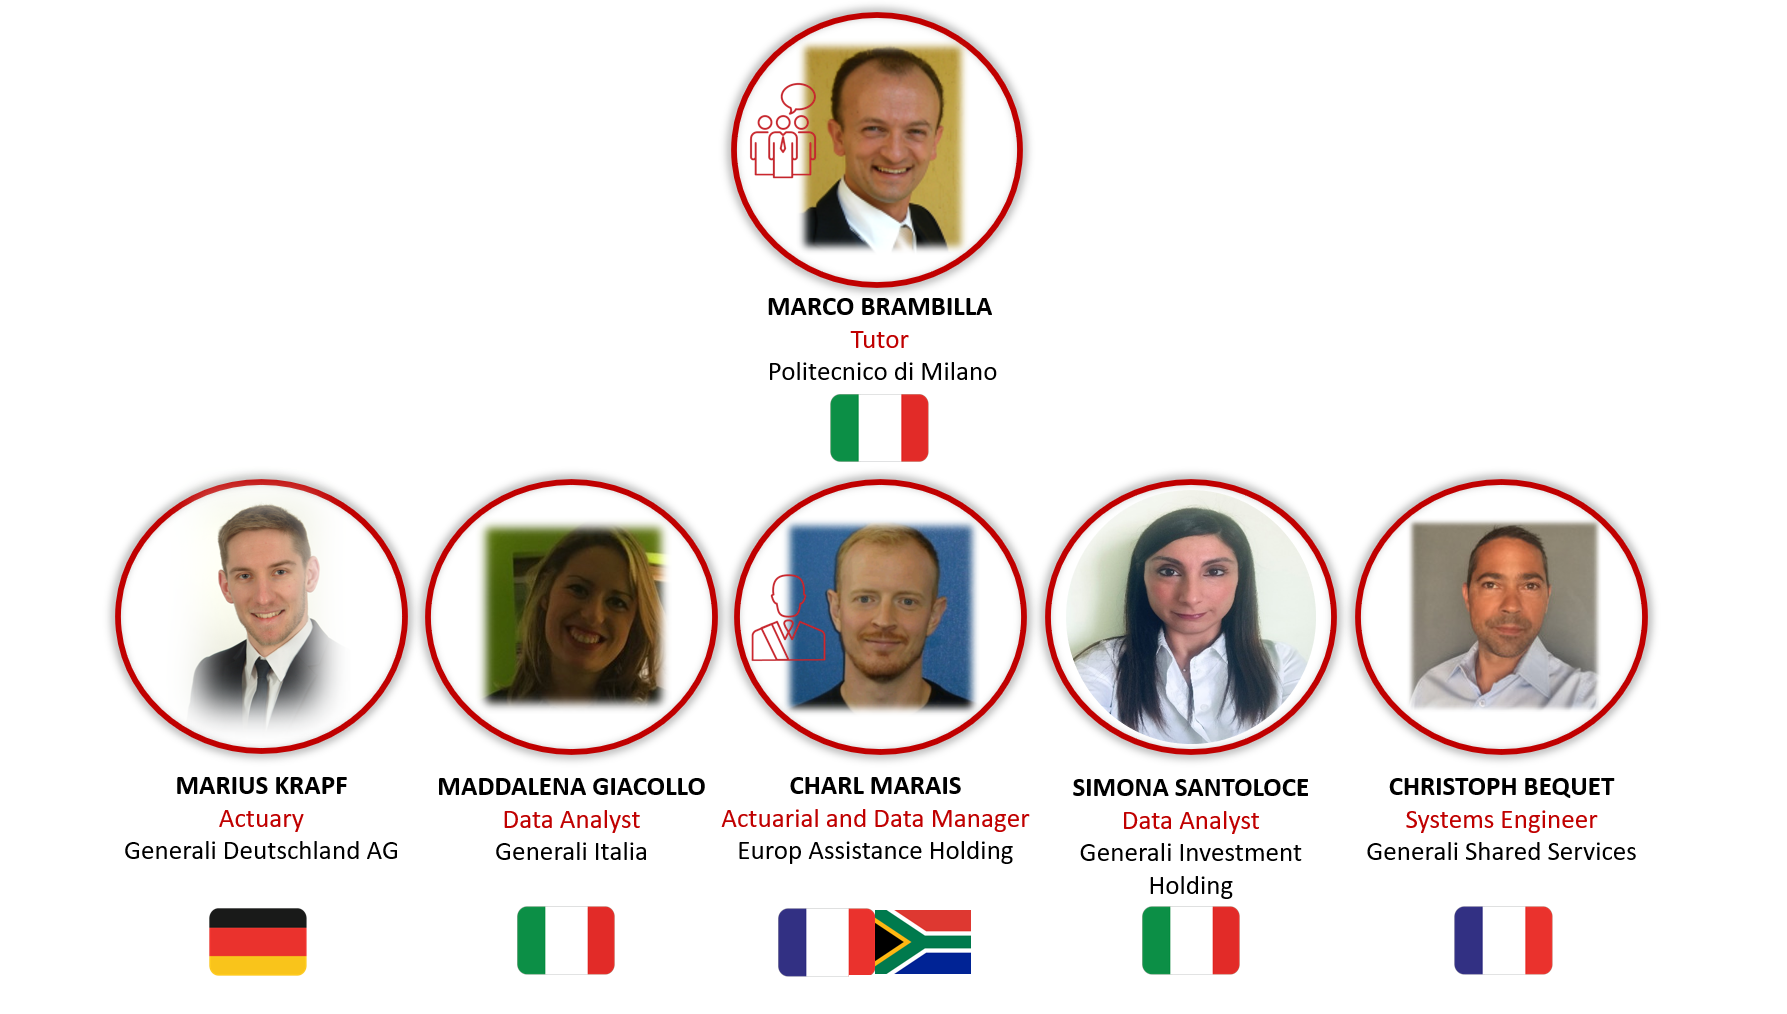 MARCO BRAMBILLA
Tutor
Politecnico di Milano
MARIUS KRAPF
Actuary
Generali Deutschland AG
MADDALENA GIACOLLO
Data Analyst
Generali Italia
CHARL MARAIS
Actuarial and Data Manager
Europ Assistance Holding
SIMONA SANTOLOCE
Data Analyst
Generali Investment
Holding
CHRISTOPH BEQUET
Systems Engineer
Generali Shared Services